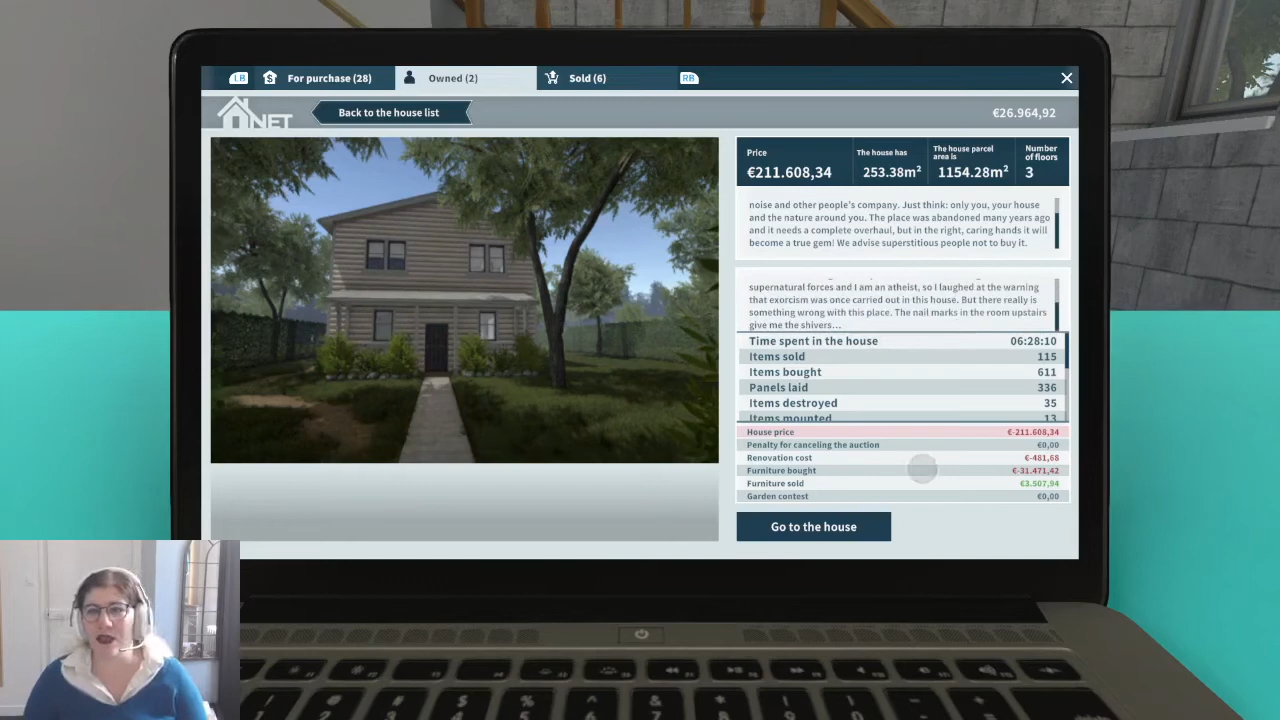 LB
For purchase (28)
Owned (2)
Sold (6)
RB
NET
Back to the house list
€26.964,92
Price
€211.608,34
The house has
253.38m²
The house parcel
area is
1154.28m²
Number
of floors
3
noise and other people's company. Just think: only you, your house
and the nature around you. The place was abandoned many years ago
and it needs a complete overhaul, but in the right, caring hands it will
become a true gem! We advise superstitious people not to buy it.
supernatural forces and I am an atheist, so I laughed at the warning
that exorcism was once carried out in this house. But there really is
something wrong with this place. The nail marks in the room upstairs
give me the shivers...
Time spent in the house 06:28:10
Items sold 115
Items bought 611
Panels laid 336
Items destroyed 35
Items mounted 13
House price €-211.608,34
Penalty for canceling the auction €0,00
Renovation cost €-481,68
Furniture bought €-31.471,42
Furniture sold €3.507,94
Garden contest €0,00
Go to the house